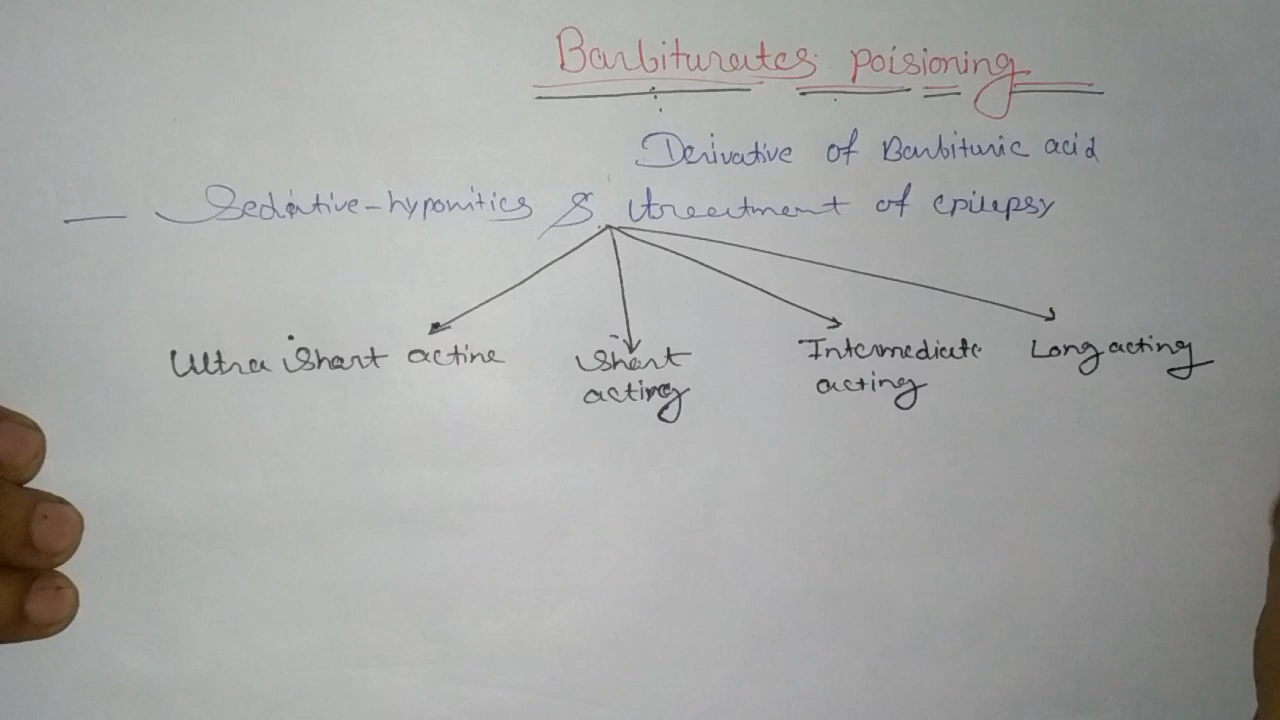 Barbiturates poisioning
Derivative of Barbituric acid
— Sedative-hyponitics & treetment of epilepsy
Ultra short actine
short acting
Intermediate acting
Long acting